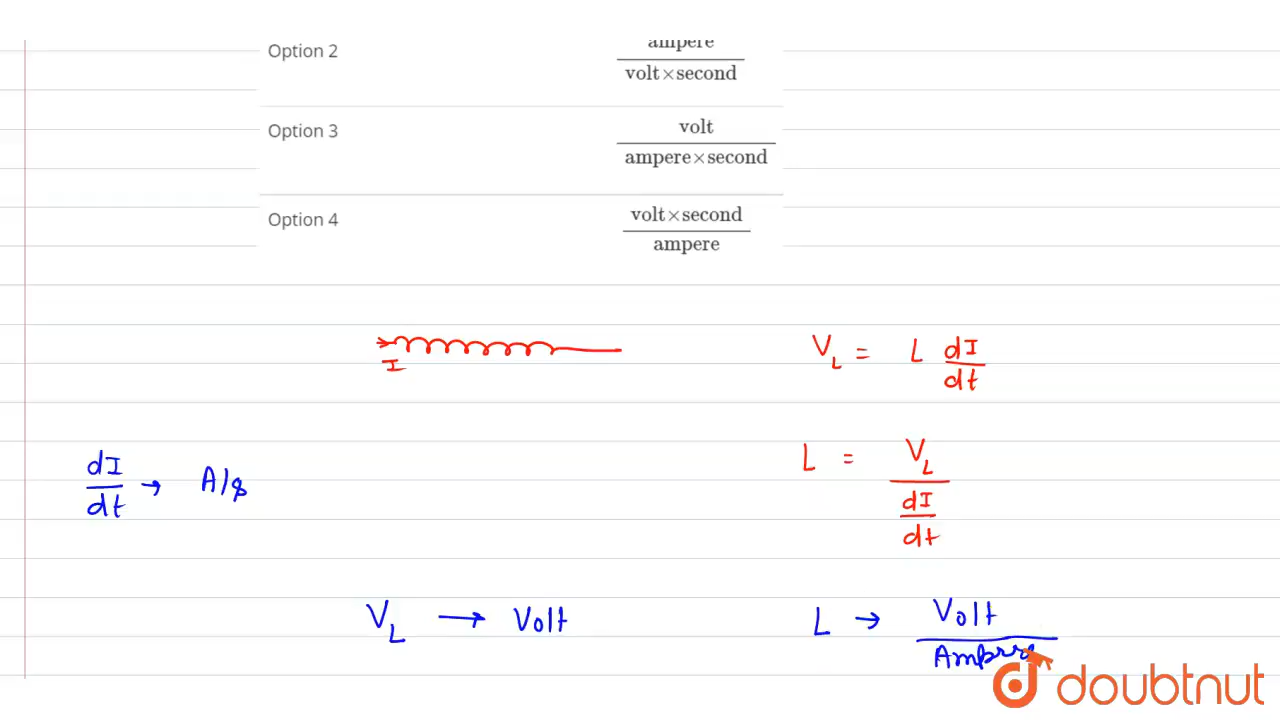 Option 2
ampere
volt×second
Option 3
volt
ampere×second
Option 4
volt×second
ampere
I
V_L = L dI/dt
L = V_L / (dI/dt)
dI/dt → A/s
V_L → Volt
L → Volt
Ampere
doubtnut